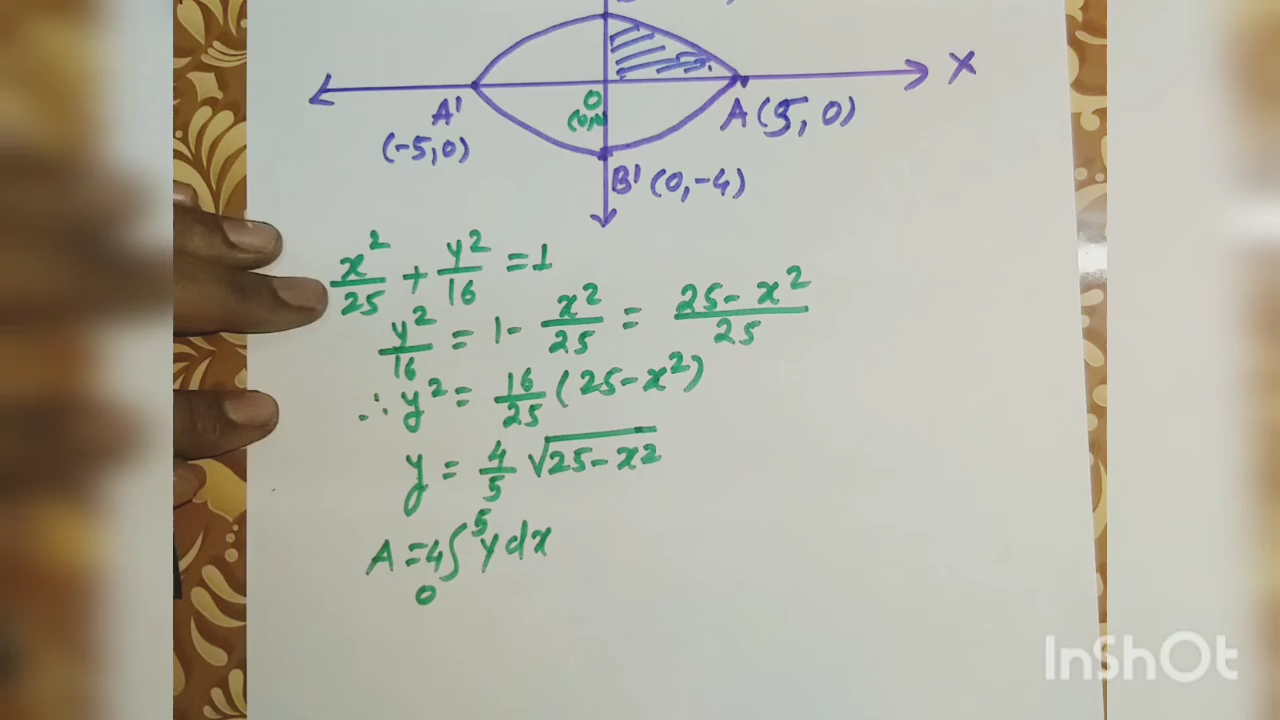 X
O
(0,0
A'
A(5, 0)
(-5,0)
B' (0,-4)
x²/25 + y²/16 = 1
y²/16 = 1 - x²/25 = 25 - x²/25
∴ y² = 16/25 (25 - x²)
y = 4/5 √25 - x2
A = 4∫₀⁵ y dx
InShOt